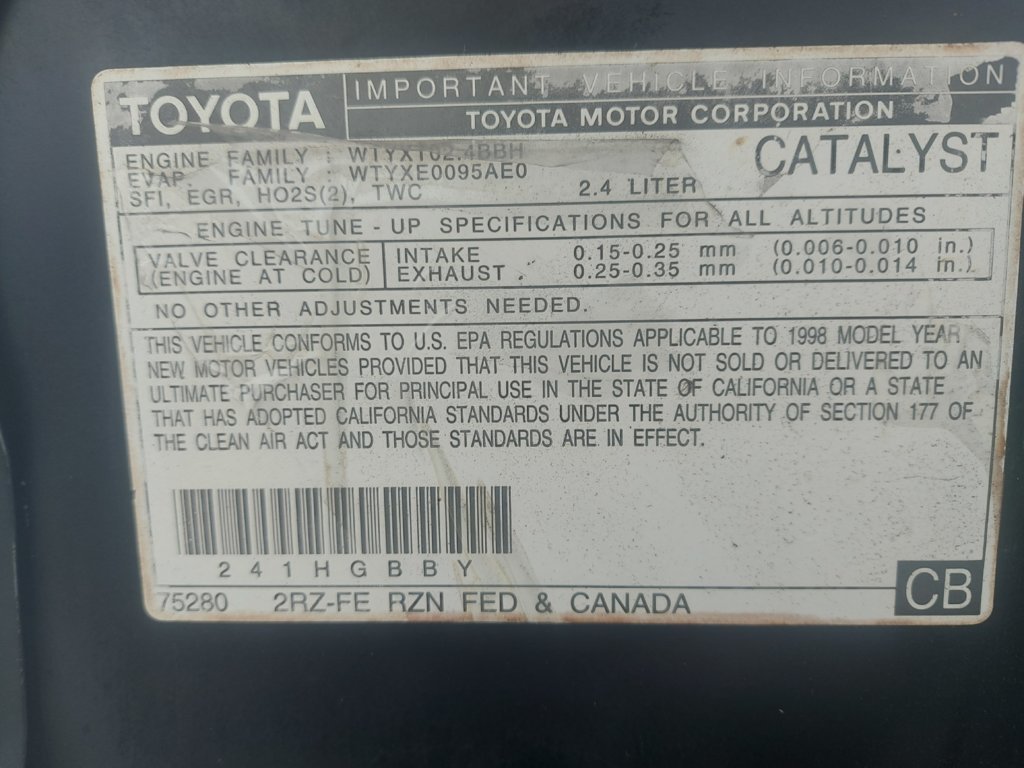 TOYOTA
IMPORTANT VEHICLE INFORMATION
TOYOTA MOTOR CORPORATION
ENGINE FAMILY : WTYXT02.4BBH
EVAP. FAMILY : WTYXE0095AE0
SFI, EGR, HO2S(2), TWC 2.4 LITER
CATALYST
ENGINE TUNE - UP SPECIFICATIONS FOR ALL ALTITUDES
VALVE CLEARANCE INTAKE 0.15-0.25 mm (0.006-0.010 in.)
(ENGINE AT COLD) EXHAUST 0.25-0.35 mm (0.010-0.014 in.)
NO OTHER ADJUSTMENTS NEEDED.
THIS VEHICLE CONFORMS TO U.S. EPA REGULATIONS APPLICABLE TO 1998 MODEL YEAR
NEW MOTOR VEHICLES PROVIDED THAT THIS VEHICLE IS NOT SOLD OR DELIVERED TO AN
ULTIMATE PURCHASER FOR PRINCIPAL USE IN THE STATE OF CALIFORNIA OR A STATE
THAT HAS ADOPTED CALIFORNIA STANDARDS UNDER THE AUTHORITY OF SECTION 177 OF
THE CLEAN AIR ACT AND THOSE STANDARDS ARE IN EFFECT.
241HGBBY
75280 2RZ-FE RZN FED & CANADA
CB